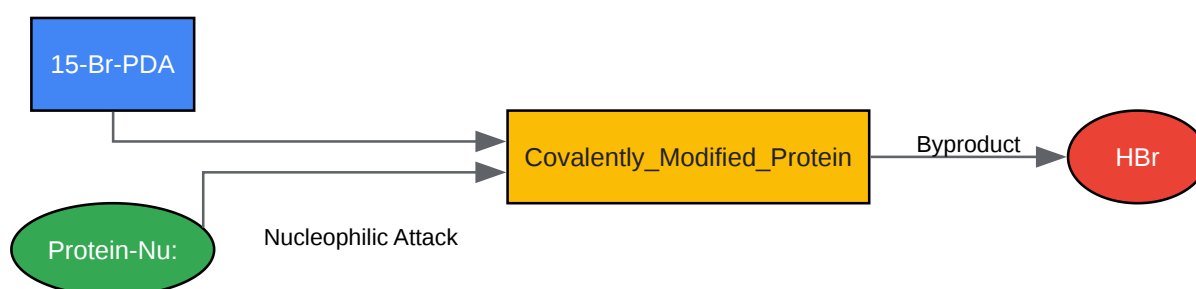 15-Br-PDA
Covalently_Modified_Protein
Byproduct
HBr
Protein-Nu:
Nucleophilic Attack